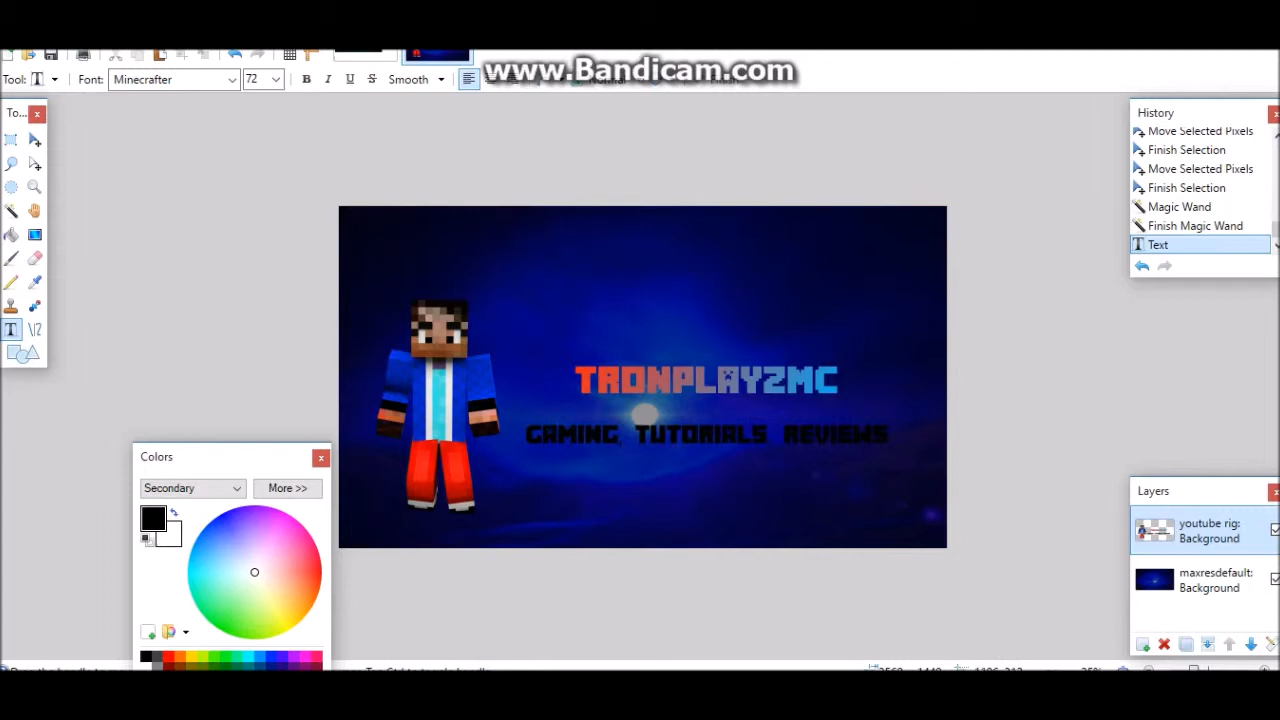 www.Bandicam.com
Tool: Font: Minecrafter 72 B I U S Smooth Normal
To...
History
Move Selected Pixels
Finish Selection
Move Selected Pixels
Finish Selection
Magic Wand
Finish Magic Wand
Text
TRONPLAYZMC
GAMING, TUTORIALS REVIEWS
Colors
Secondary More >>
Layers
youtube rig:
Background
maxresdefault:
Background